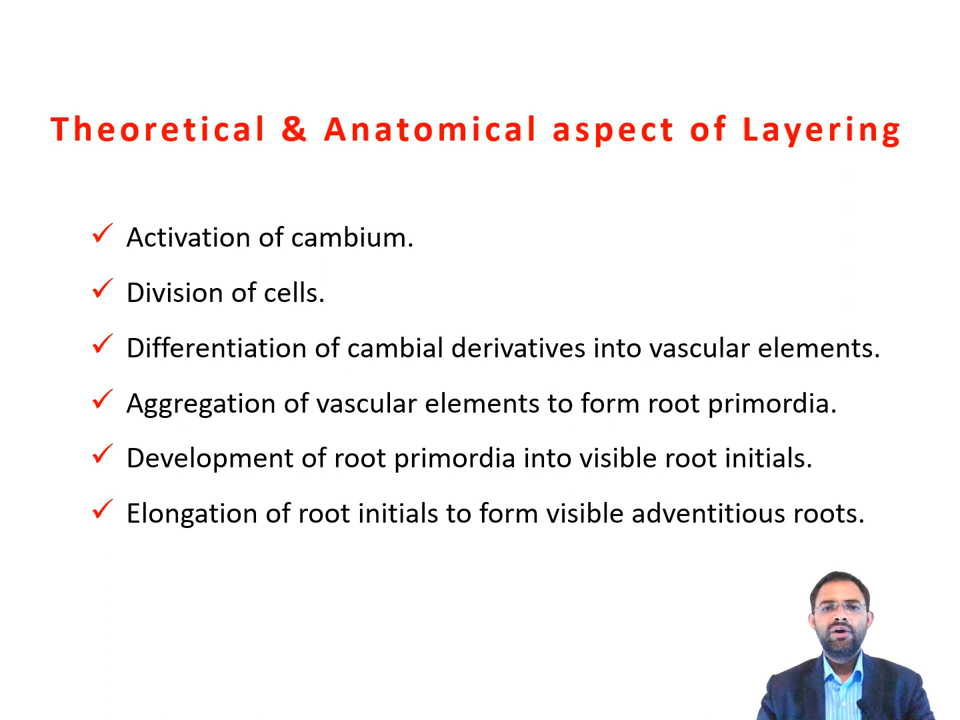 Theoretical & Anatomical aspect of Layering
✓ Activation of cambium.
✓ Division of cells.
✓ Differentiation of cambial derivatives into vascular elements.
✓ Aggregation of vascular elements to form root primordia.
✓ Development of root primordia into visible root initials.
✓ Elongation of root initials to form visible adventitious roots.